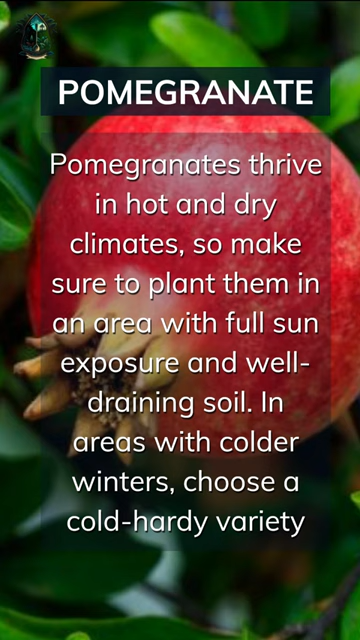 POMEGRANATE
Pomegranates thrive
in hot and dry
climates, so make
sure to plant them in
an area with full sun
exposure and well-
draining soil. In
areas with colder
winters, choose a
cold-hardy variety